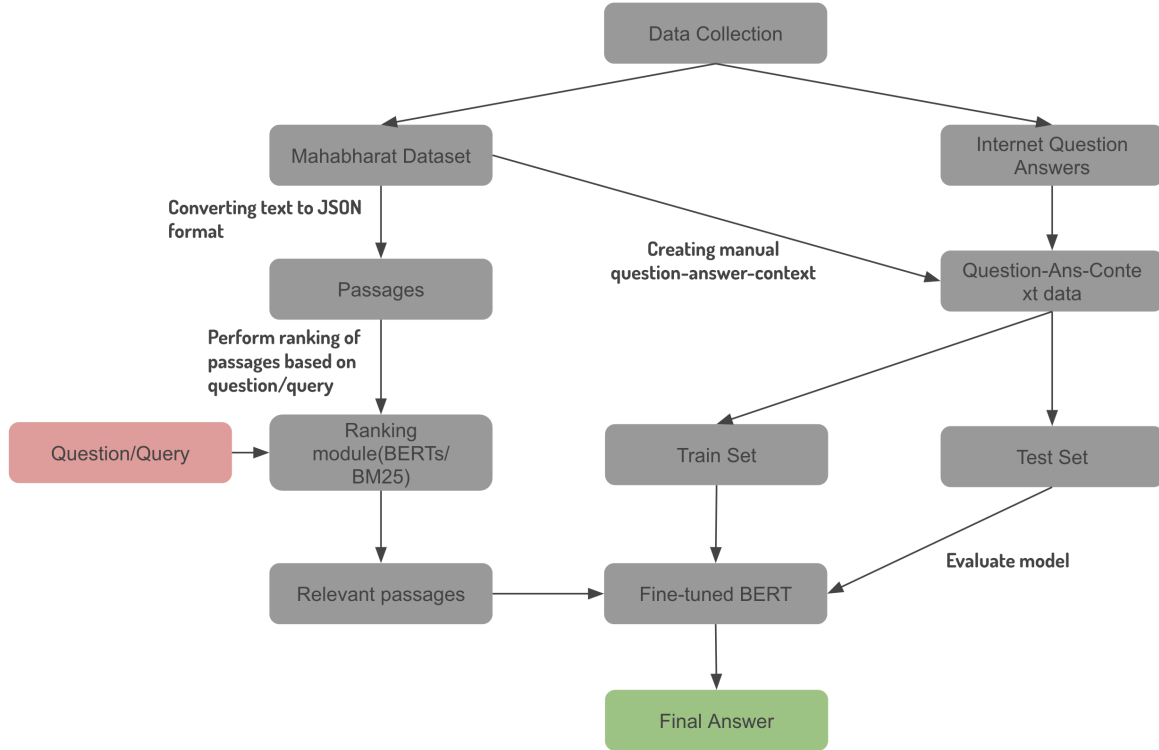 Data Collection
Mahabharat Dataset
Internet Question
Answers
Converting text to JSON
format
Creating manual
question-answer-context
Passages
Question-Ans-Conte
xt data
Perform ranking of
passages based on
question/query
Question/Query
Ranking
module(BERTs/
BM25)
Train Set
Test Set
Evaluate model
Relevant passages
Fine-tuned BERT
Final Answer